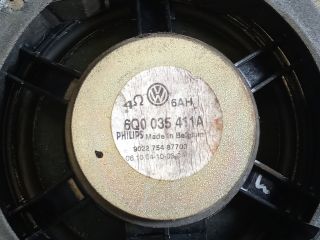 4Ω 6AH
6Q0 035 411A
PHILIPS Made in Belgium
9022 754 87703